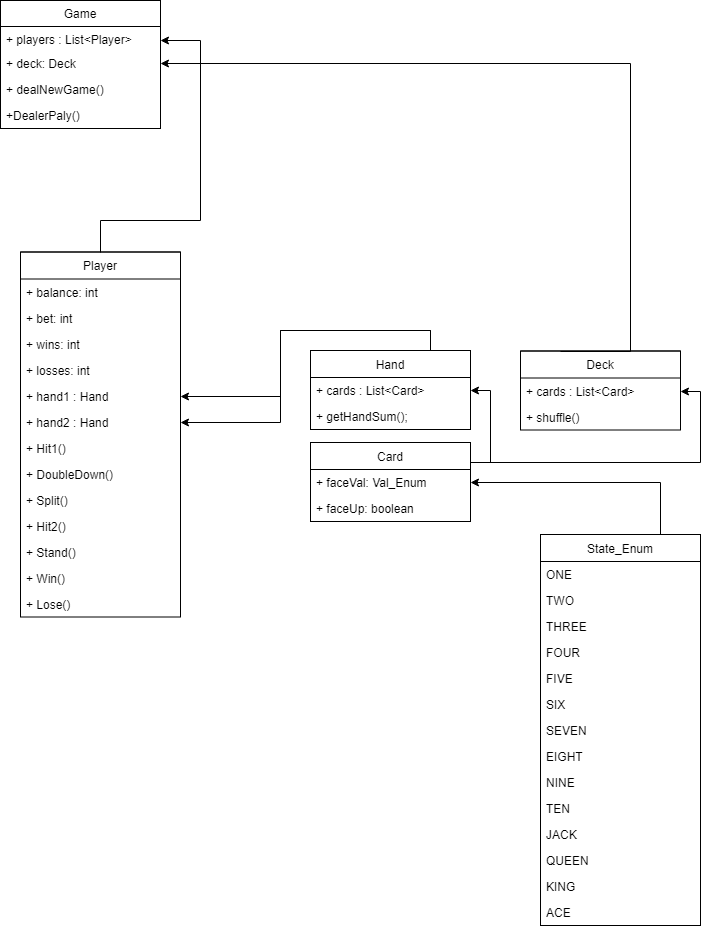 Game
+ players : List<Player>
+ deck: Deck
+ dealNewGame()
+DealerPaly()
Player
+ balance: int
+ bet: int
+ wins: int
+ losses: int
+ hand1 : Hand
+ hand2 : Hand
+ Hit1()
+ DoubleDown()
+ Split()
+ Hit2()
+ Stand()
+ Win()
+ Lose()
Hand
+ cards : List<Card>
+ getHandSum();
Deck
+ cards : List<Card>
+ shuffle()
Card
+ faceVal: Val_Enum
+ faceUp: boolean
State_Enum
ONE
TWO
THREE
FOUR
FIVE
SIX
SEVEN
EIGHT
NINE
TEN
JACK
QUEEN
KING
ACE